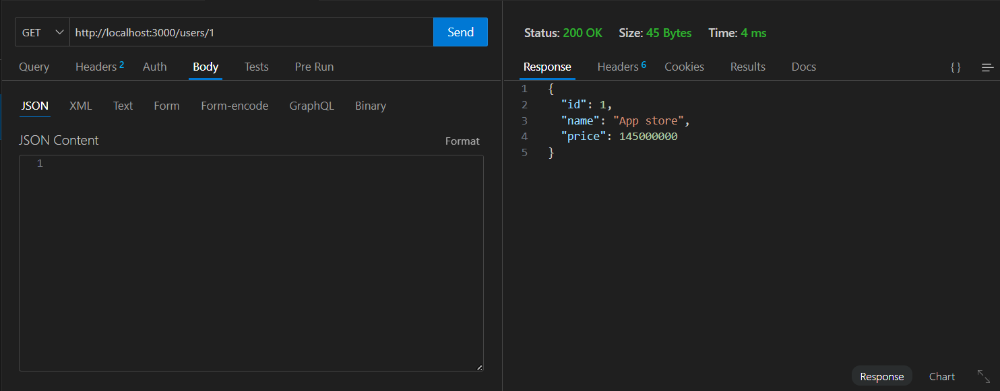 GET http://localhost:3000/users/1 Send
Query Headers 2 Auth Body Tests Pre Run
JSON XML Text Form Form-encode GraphQL Binary
JSON Content Format
1
Status: 200 OK Size: 45 Bytes Time: 4 ms
Response Headers 6 Cookies Results Docs { }
1 {
2 "id": 1,
3 "name": "App store",
4 "price": 145000000
5 }
Response Chart